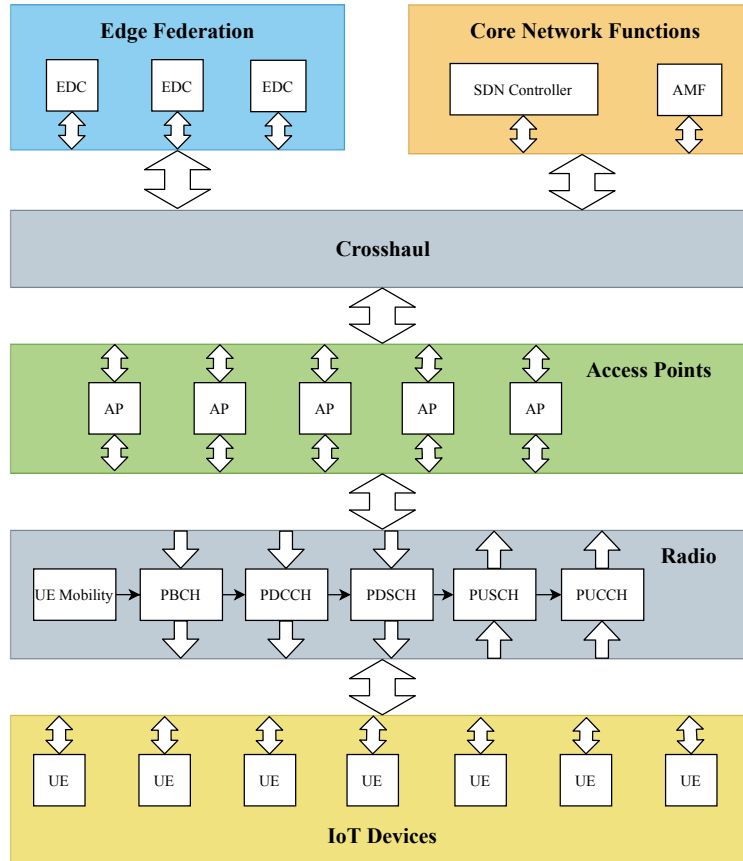 Edge Federation
EDC
EDC
EDC
Core Network Functions
SDN Controller
AMF
Crosshaul
Access Points
AP
AP
AP
AP
AP
Radio
UE Mobility
PBCH
PDCCH
PDSCH
PUSCH
PUCCH
UE
UE
UE
UE
UE
UE
UE
IoT Devices